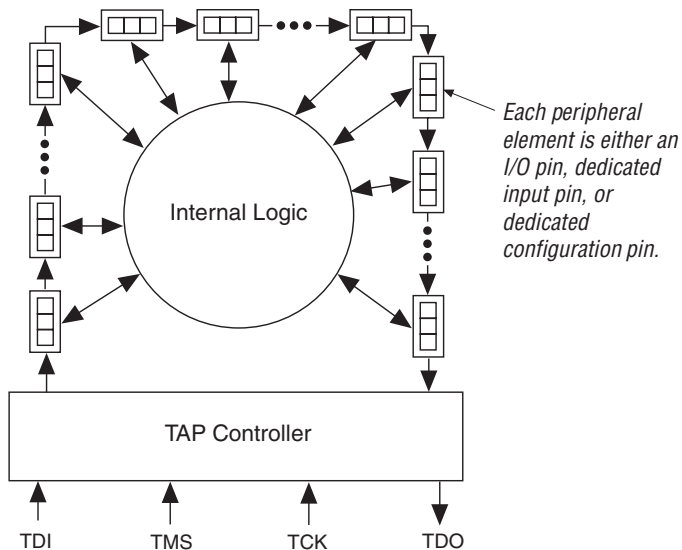 Each peripheral
element is either an
I/O pin, dedicated
input pin, or
dedicated
configuration pin.
Internal Logic
TAP Controller
TDI
TMS
TCK
TDO